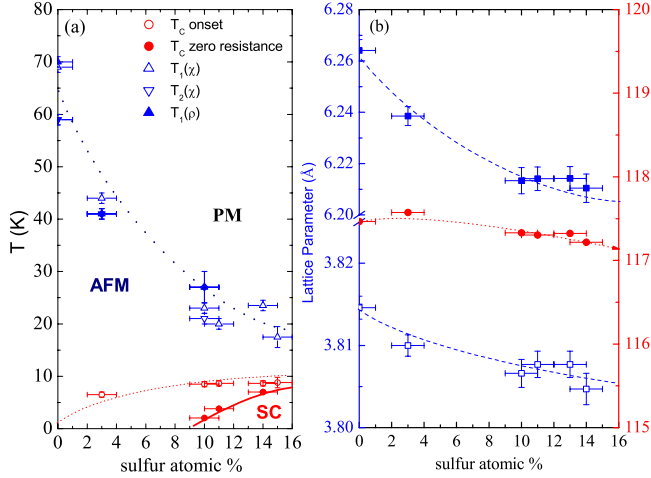 (a)
T_C onset
T_C zero resistance
T_1(χ)
T_2(χ)
T_1(ρ)
PM
AFM
SC
T (K)
80
70
60
50
40
30
20
10
0
0 2 4 6 8 10 12 14 16
sulfur atomic %
(b)
Lattice Parameter (Å)
6.28
6.26
6.24
6.22
6.20
3.82
3.81
3.80
120
119
118
117
116
115
0 2 4 6 8 10 12 14 16
sulfur atomic %